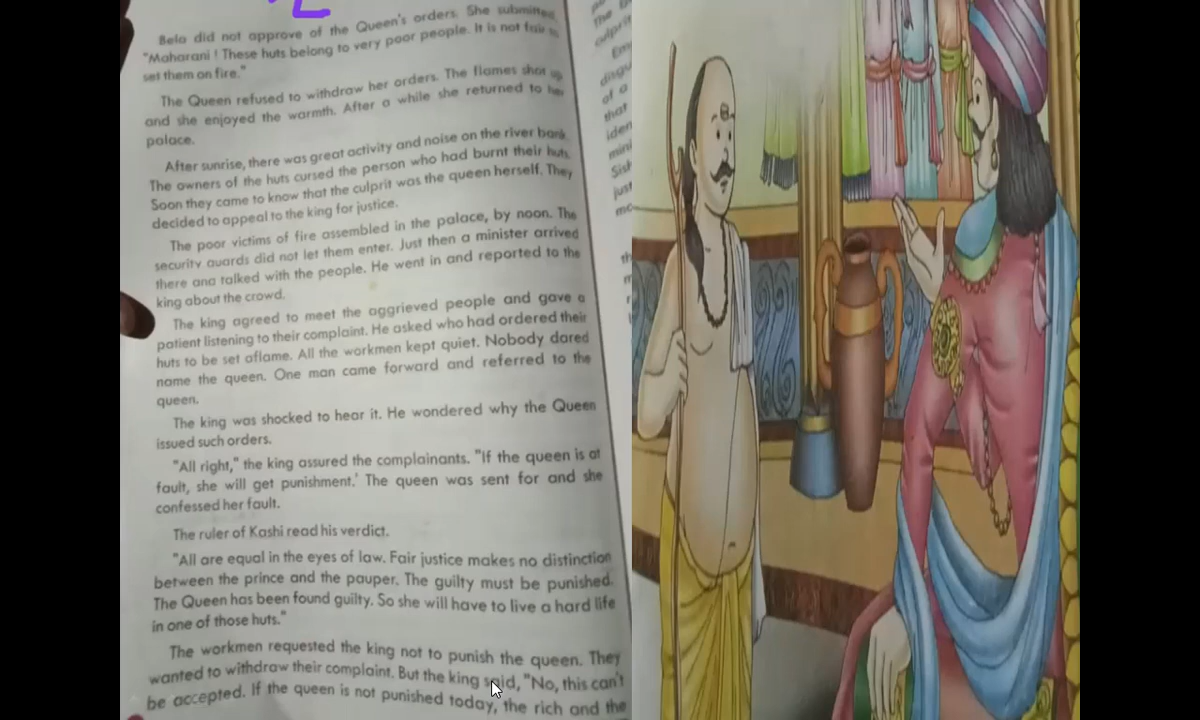 Bela did not approve of the Queen's orders. She submitted,
"Maharani ! These huts belong to very poor people. It is not fair to
set them on fire."
The Queen refused to withdraw her orders. The flames shot up
and she enjoyed the warmth. After a while she returned to her
palace.
After sunrise, there was great activity and noise on the river bank.
The owners of the huts cursed the person who had burnt their huts.
Soon they came to know that the culprit was the queen herself. They
decided to appeal to the king for justice.
The poor victims of fire assembled in the palace, by noon. The
security guards did not let them enter. Just then a minister arrived
there and talked with the people. He went in and reported to the
king about the crowd.
The king agreed to meet the aggrieved people and gave a
patient listening to their complaint. He asked who had ordered their
huts to be set aflame. All the workmen kept quiet. Nobody dared
name the queen. One man came forward and referred to the
queen.
The king was shocked to hear it. He wondered why the Queen
issued such orders.
"All right," the king assured the complainants. "If the queen is at
fault, she will get punishment.' The queen was sent for and she
confessed her fault.
The ruler of Kashi read his verdict.
"All are equal in the eyes of law. Fair justice makes no distinction
between the prince and the pauper. The guilty must be punished.
The Queen has been found guilty. So she will have to live a hard life
in one of those huts."
The workmen requested the king not to punish the queen. They
wanted to withdraw their complaint. But the king said, "No, this can't
be accepted. If the queen is not punished today, the rich and the